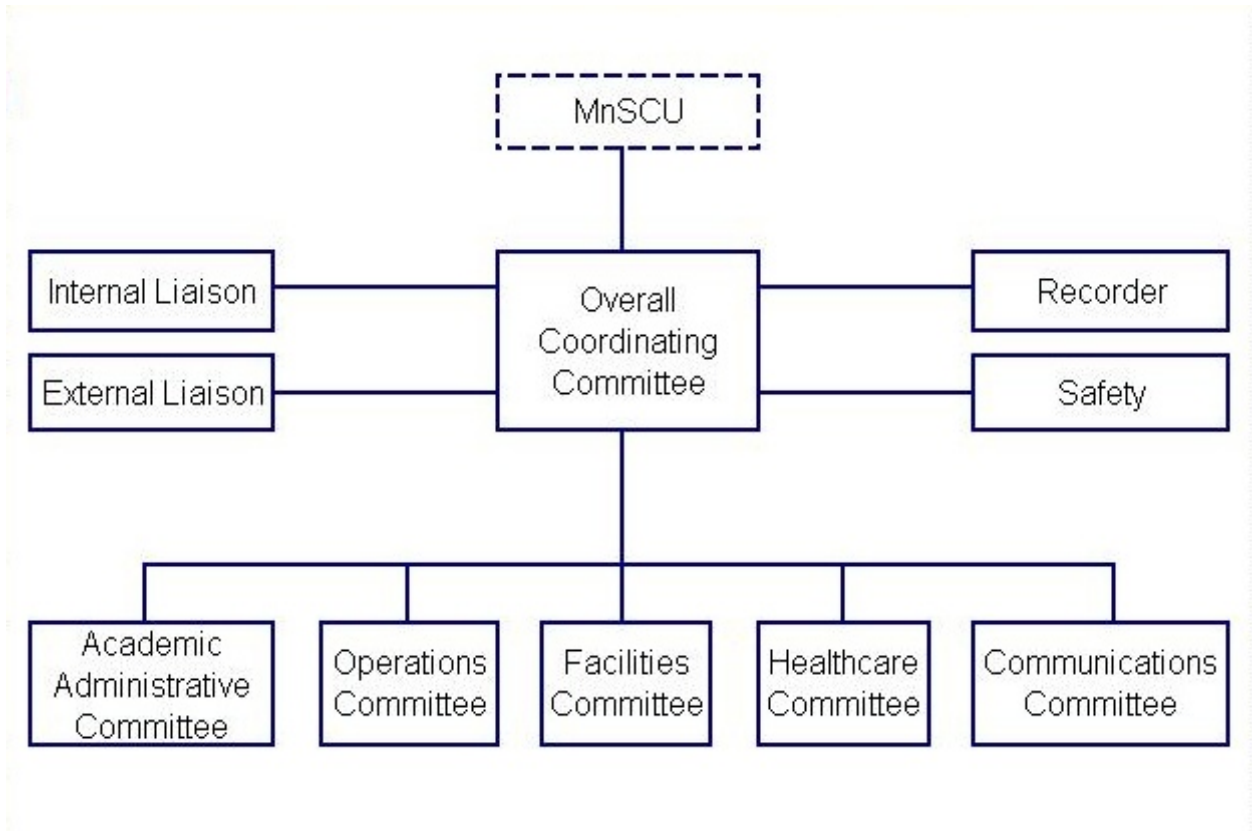 MnSCU
Internal Liaison
External Liaison
Overall
Coordinating
Committee
Recorder
Safety
Academic
Administrative
Committee
Operations
Committee
Facilities
Committee
Healthcare
Committee
Communications
Committee